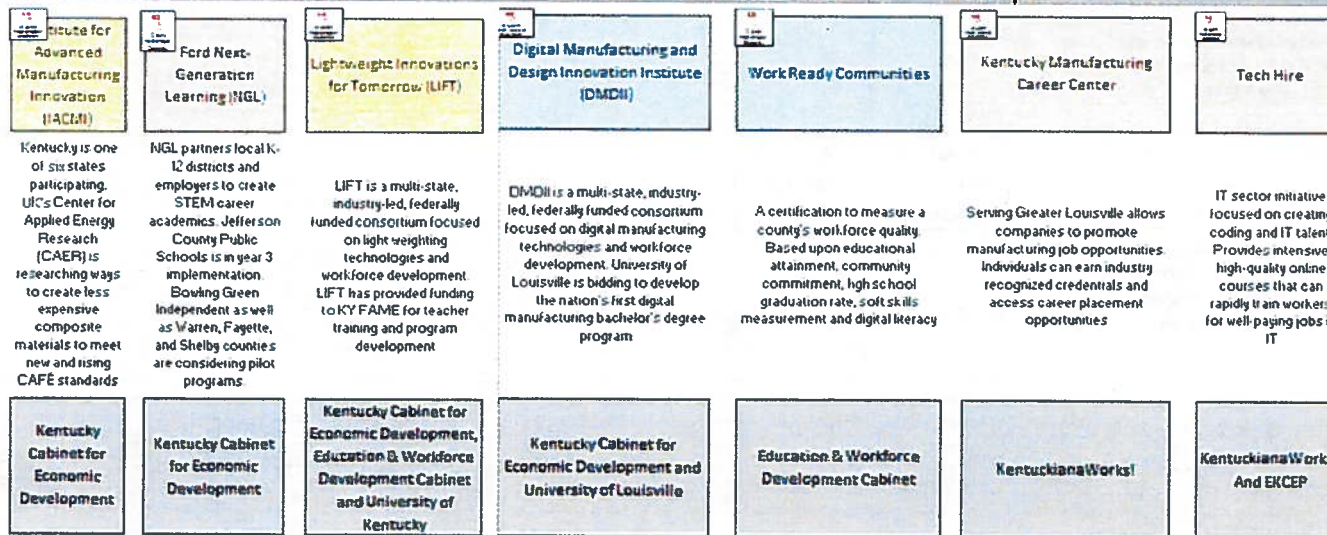 titute for
Advanced
Manufacturing
Innovation
(IACMI)
Kentucky is one
of six states
participating.
UK's Center for
Applied Energy
Research
(CAER) is
researching ways
to create less
expensive
composite
materials to meet
new and rising
CAFÉ standards
Kentucky
Cabinet for
Economic
Development
Ford Next-
Generation
Learning (NGL)
NGL partners local K-
12 districts and
employers to create
STEM career
academics. Jefferson
County Public
Schools is in year 3
implementation.
Bowling Green
Independent as well
as Warren, Fayette,
and Shelby counties
are considering pilot
programs.
Kentucky Cabinet
for Economic
Development
Lightweight Innovations
for Tomorrow (LIFT)
LIFT is a multi-state,
industry-led, federally
funded consortium focused
on light weighting
technologies and
workforce development.
LIFT has provided funding
to KY FAME for teacher
training and program
development
Kentucky Cabinet for
Economic Development,
Education & Workforce
Development Cabinet
and University of
Kentucky
Digital Manufacturing and
Design Innovation Institute
(DMDII)
DMDII is a multi-state, industry-
led, federally funded consortium
focused on digital manufacturing
technologies and workforce
development. University of
Louisville is bidding to develop
the nation's first digital
manufacturing bachelor's degree
program
Kentucky Cabinet for
Economic Development and
University of Louisville
Work Ready Communities
A certification to measure a
county's workforce quality.
Based upon educational
attainment, community
commitment, hgh school
graduation rate, soft skills
measurement and digital literacy
Education & Workforce
Development Cabinet
Kentucky Manufacturing
Career Center
Serving Greater Louisville allows
companies to promote
manufacturing job opportunities.
Individuals can earn industry
recognized credentials and
access career placement
opportunities
KentuckianaWorks!
Tech Hire
IT sector initiative
focused on creating
coding and IT talent
Provides intensive
high-quality online
courses that can
rapidly train workers
for well-paying jobs
IT
KentuckianaWork
And EKCEP